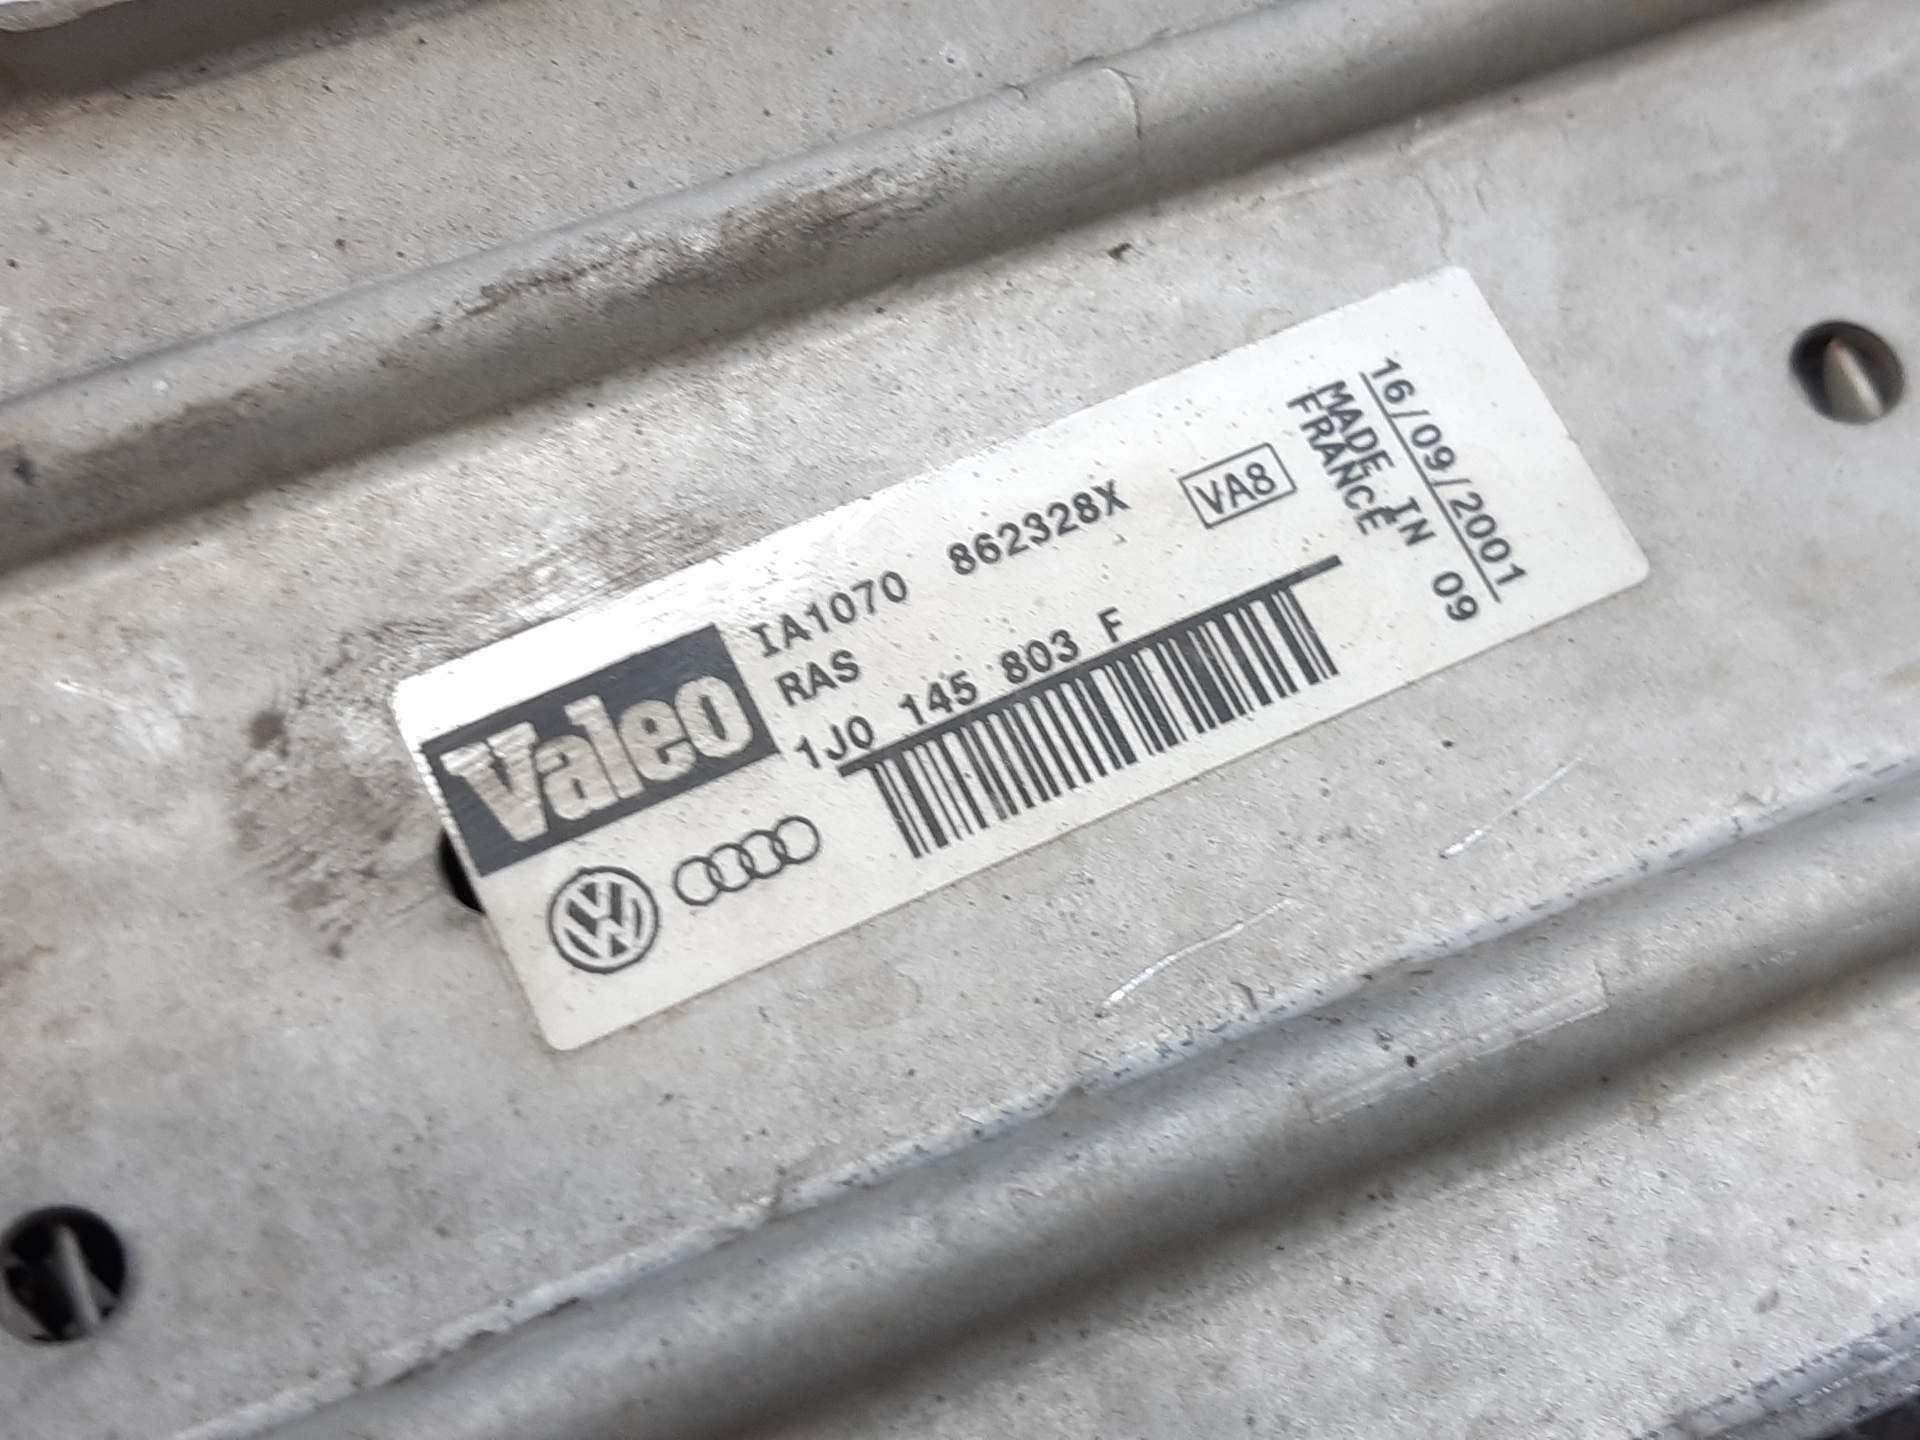 Valeo
IA1070 862328X
RAS
1J0 145 803 F
VA8
16/09/2001
MADE IN 09
FRANCE